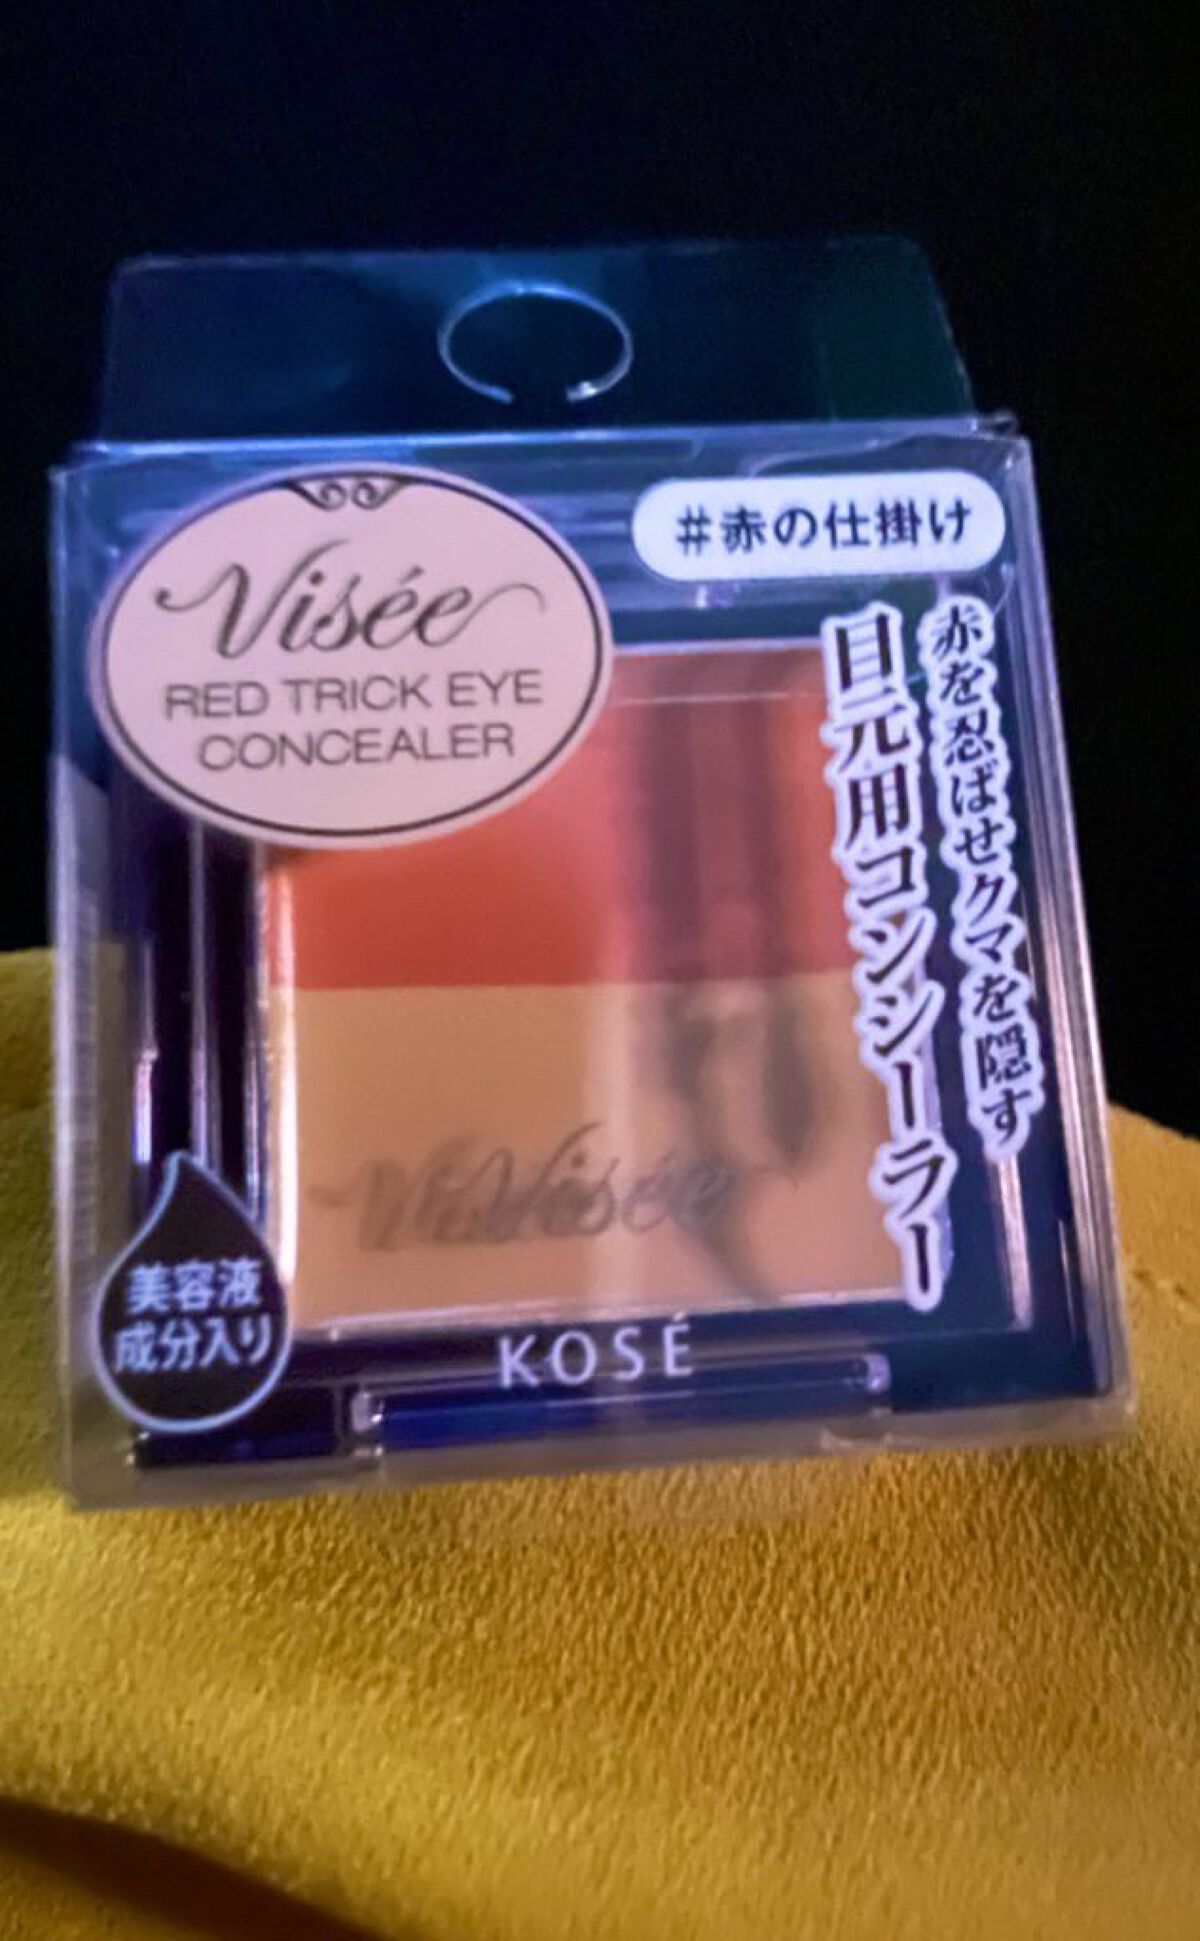 Visée
RED TRICK EYE
CONCEALER
#赤の仕掛け
赤を忍ばせクマを隠す
目元用コンシーラー
Visée
美容液
成分入り
KOSÉ